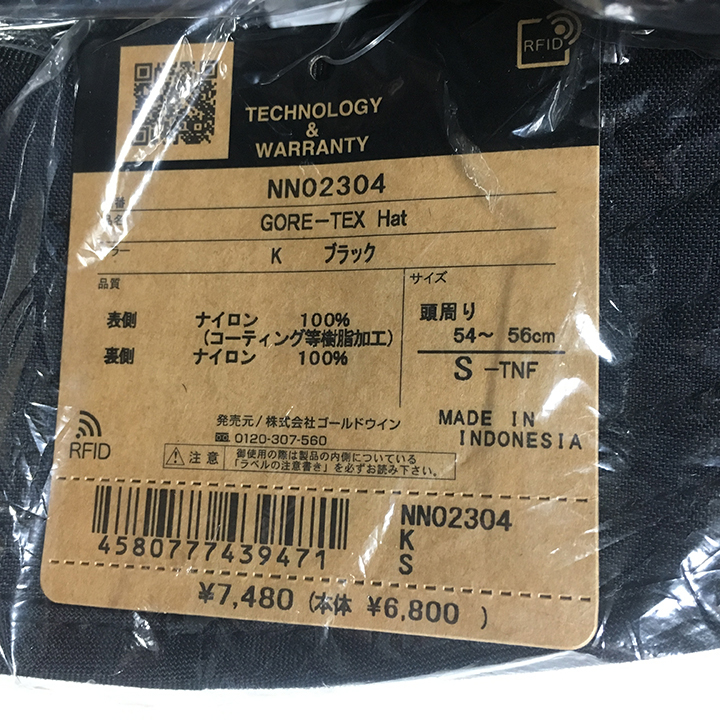 RFID
TECHNOLOGY
&
WARRANTY
番 NN02304
品名 GORE-TEX Hat
ラー K ブラック
品質
表側 ナイロン 100%
(コーティング等樹脂加工)
裏側 ナイロン 100%
サイズ
頭周り
54～ 56cm
S -TNF
発売元/株式会社ゴールドウイン
0120-307-560
MADE IN
INDONESIA
RFID
注意 御使用の際は製品の内側についている
「ラベルの注意書き」を必ずお読み下さい。
4580777439471
NN02304
K
S
¥7,480 (本体 ¥6,800 )